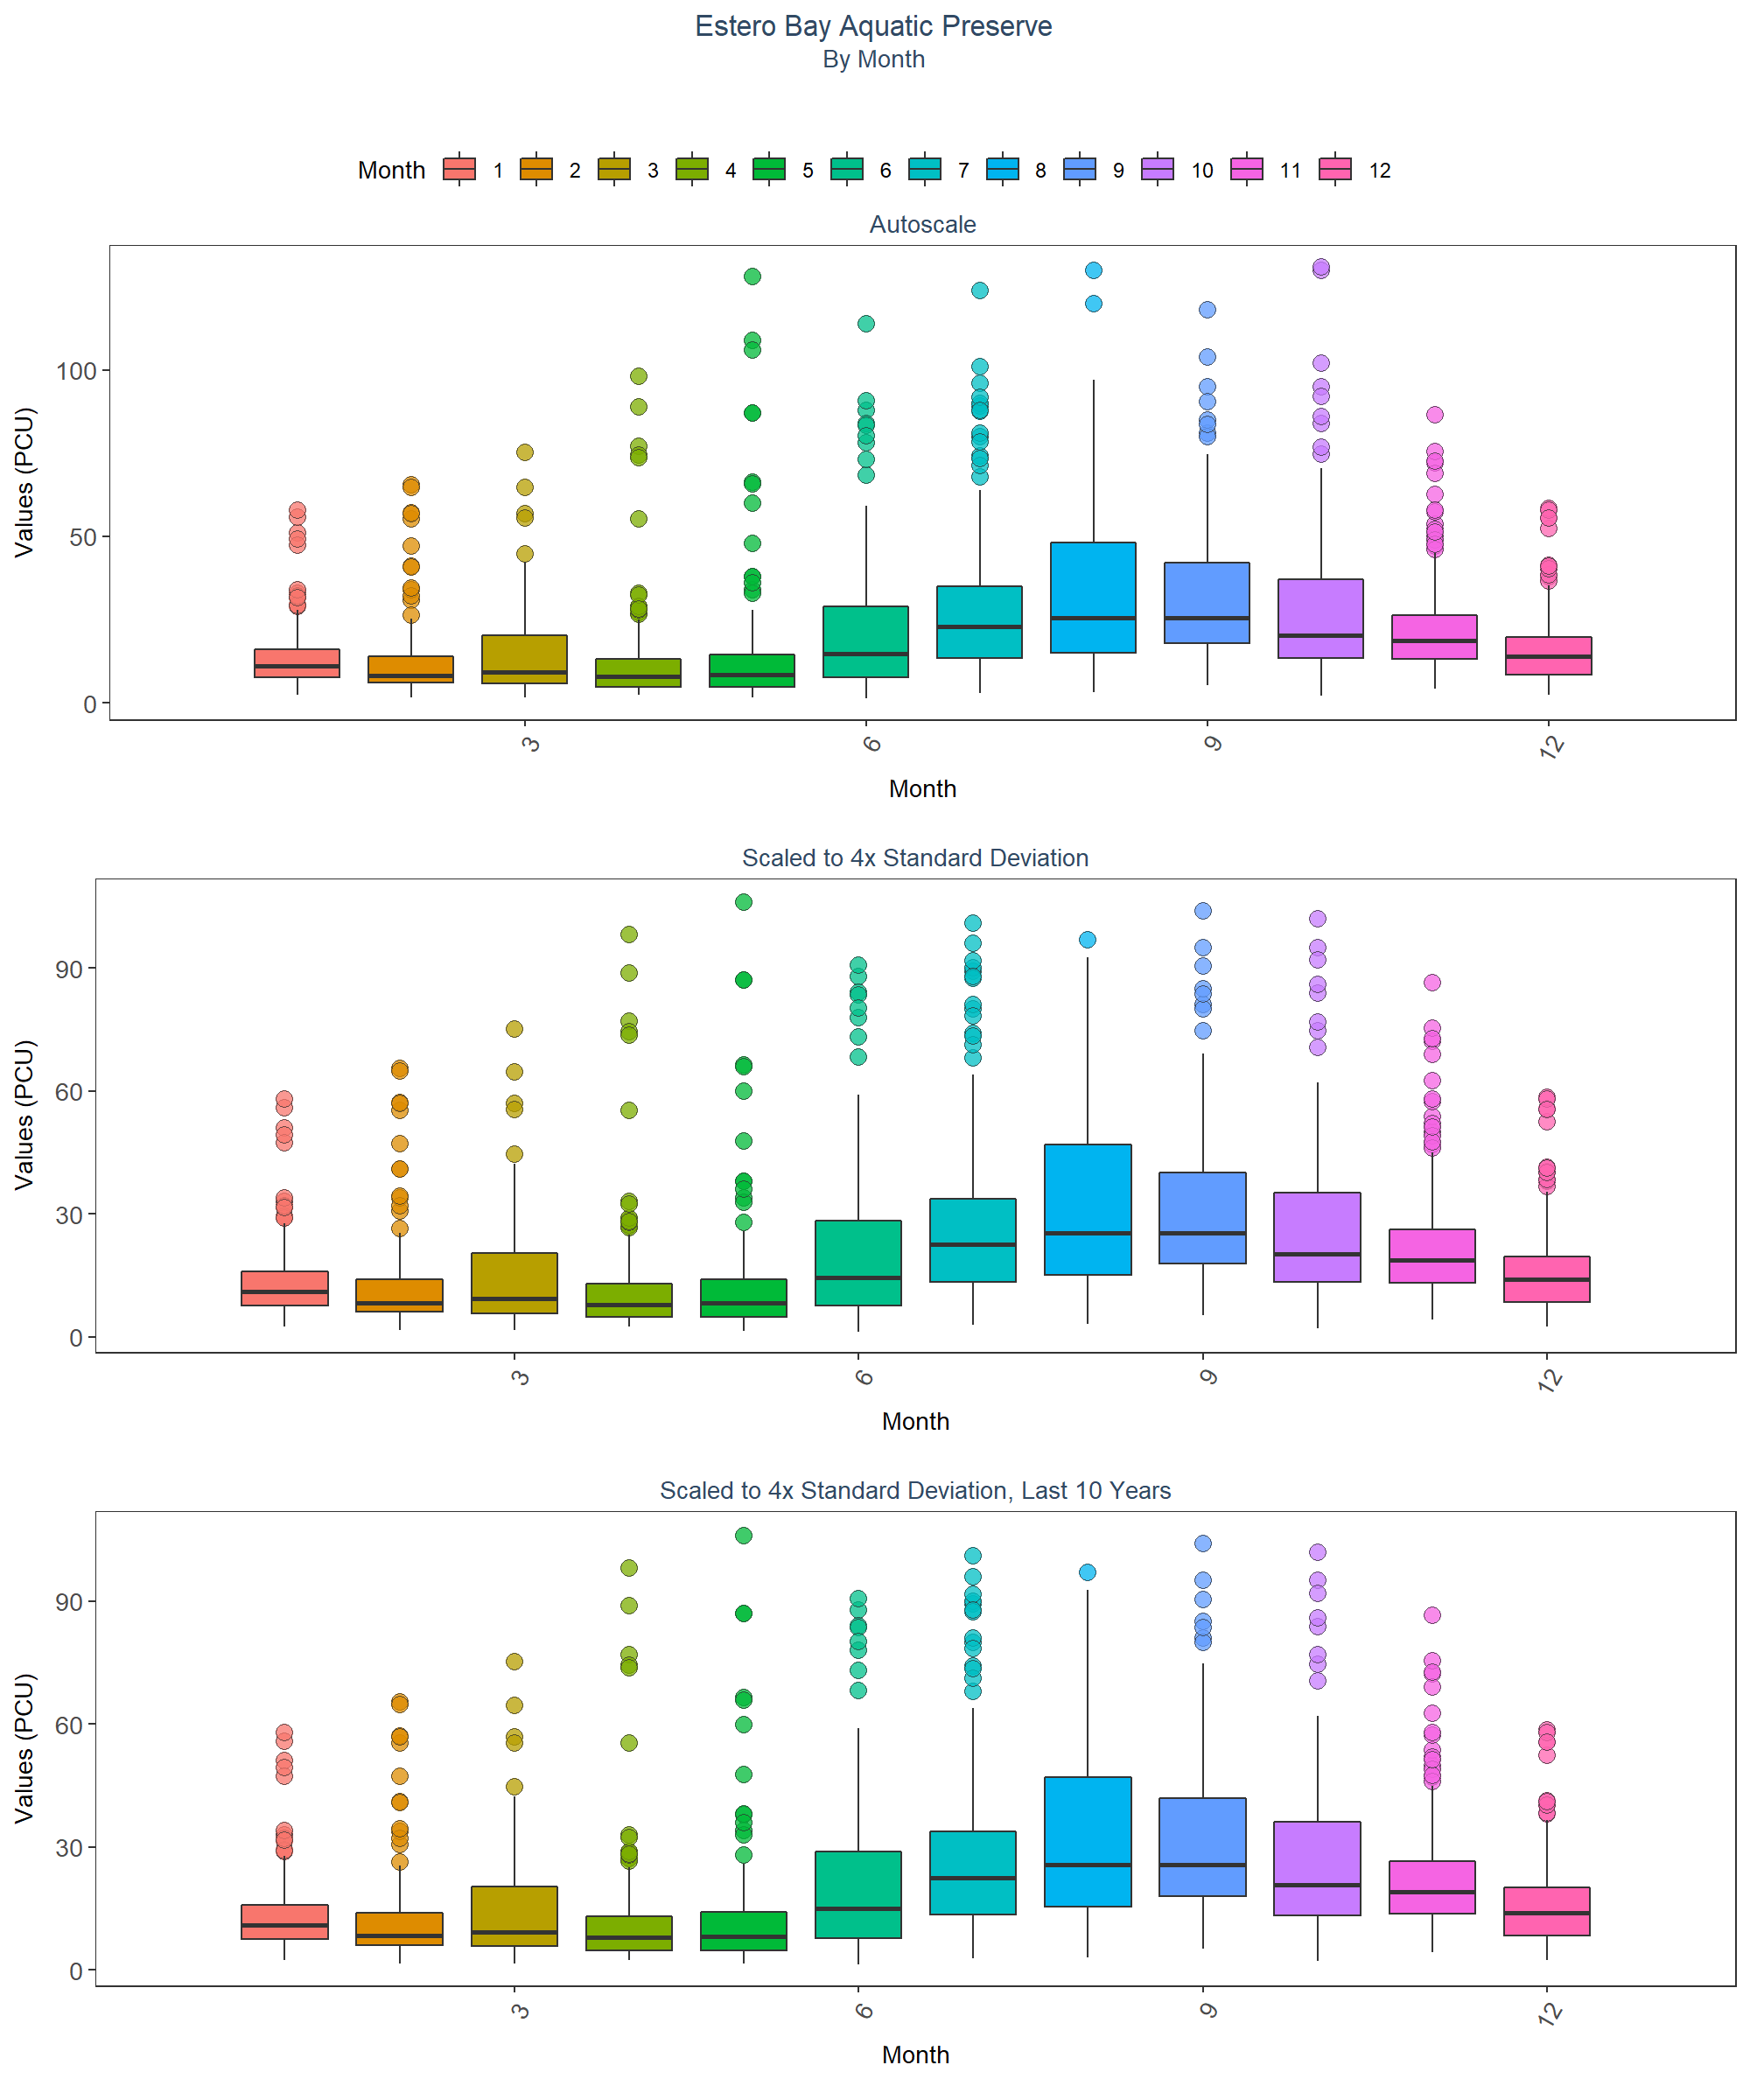 Estero Bay Aquatic Preserve
By Month
Month 1 2 3 4 5 6 7 8 9 10 11 12
Autoscale
Values (PCU)
100
50
0
3 6 9 12
Month
Scaled to 4x Standard Deviation
Values (PCU)
90
60
30
0
3 6 9 12
Month
Scaled to 4x Standard Deviation, Last 10 Years
Values (PCU)
90
60
30
0
3 6 9 12
Month